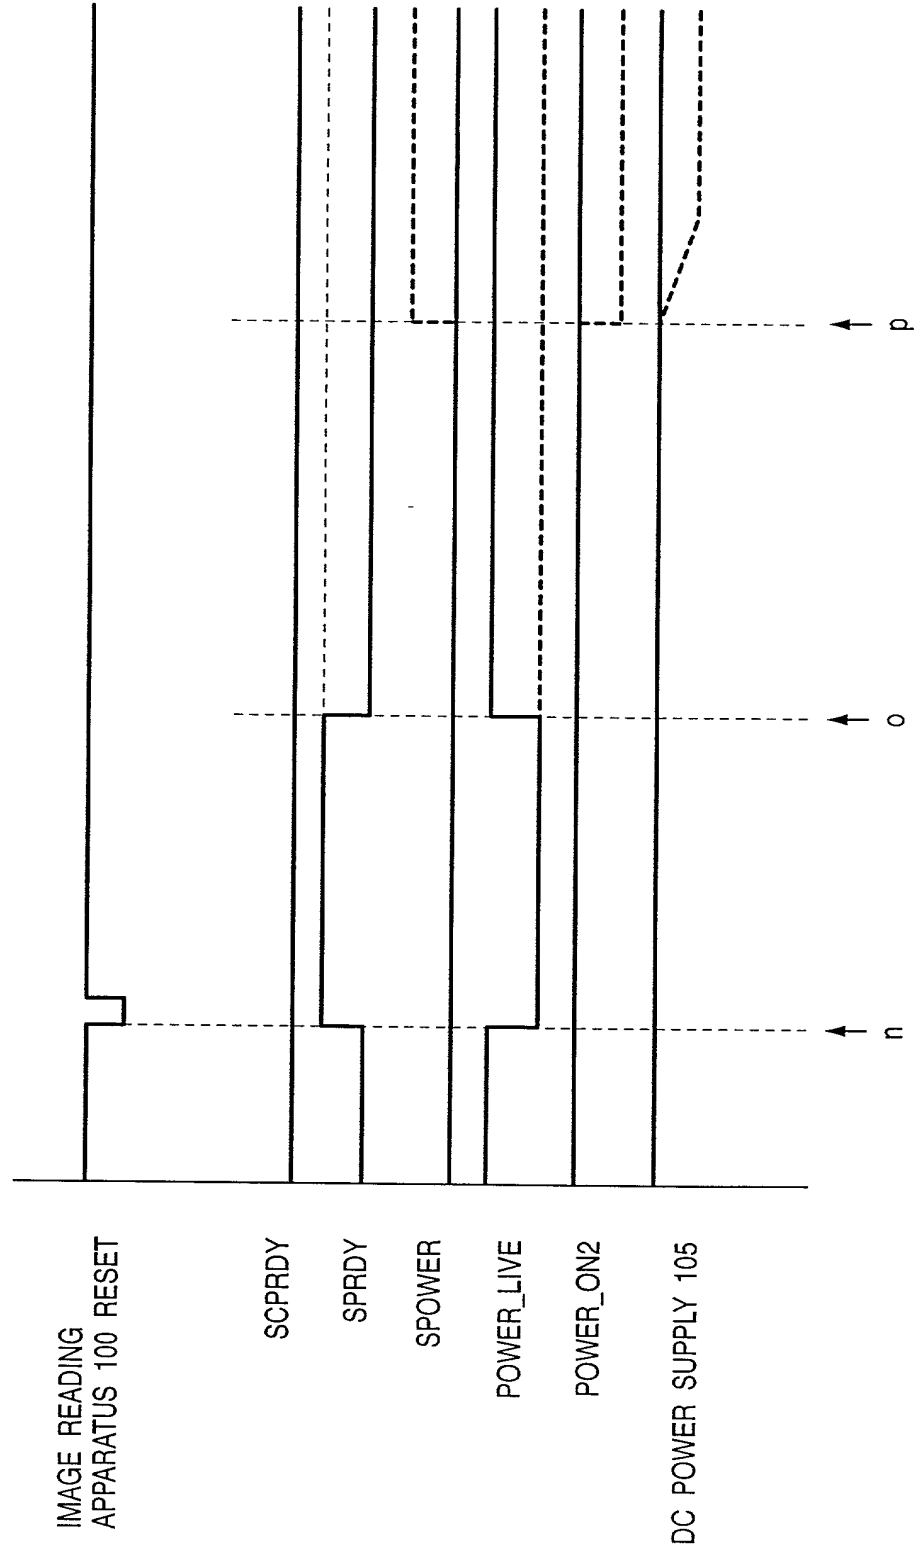 IMAGE READING
APPARATUS 100 RESET
SCPRDY
SPRDY
SPOWER
POWER_LIVE
POWER_ON2
DC POWER SUPPLY 105
n
o
p